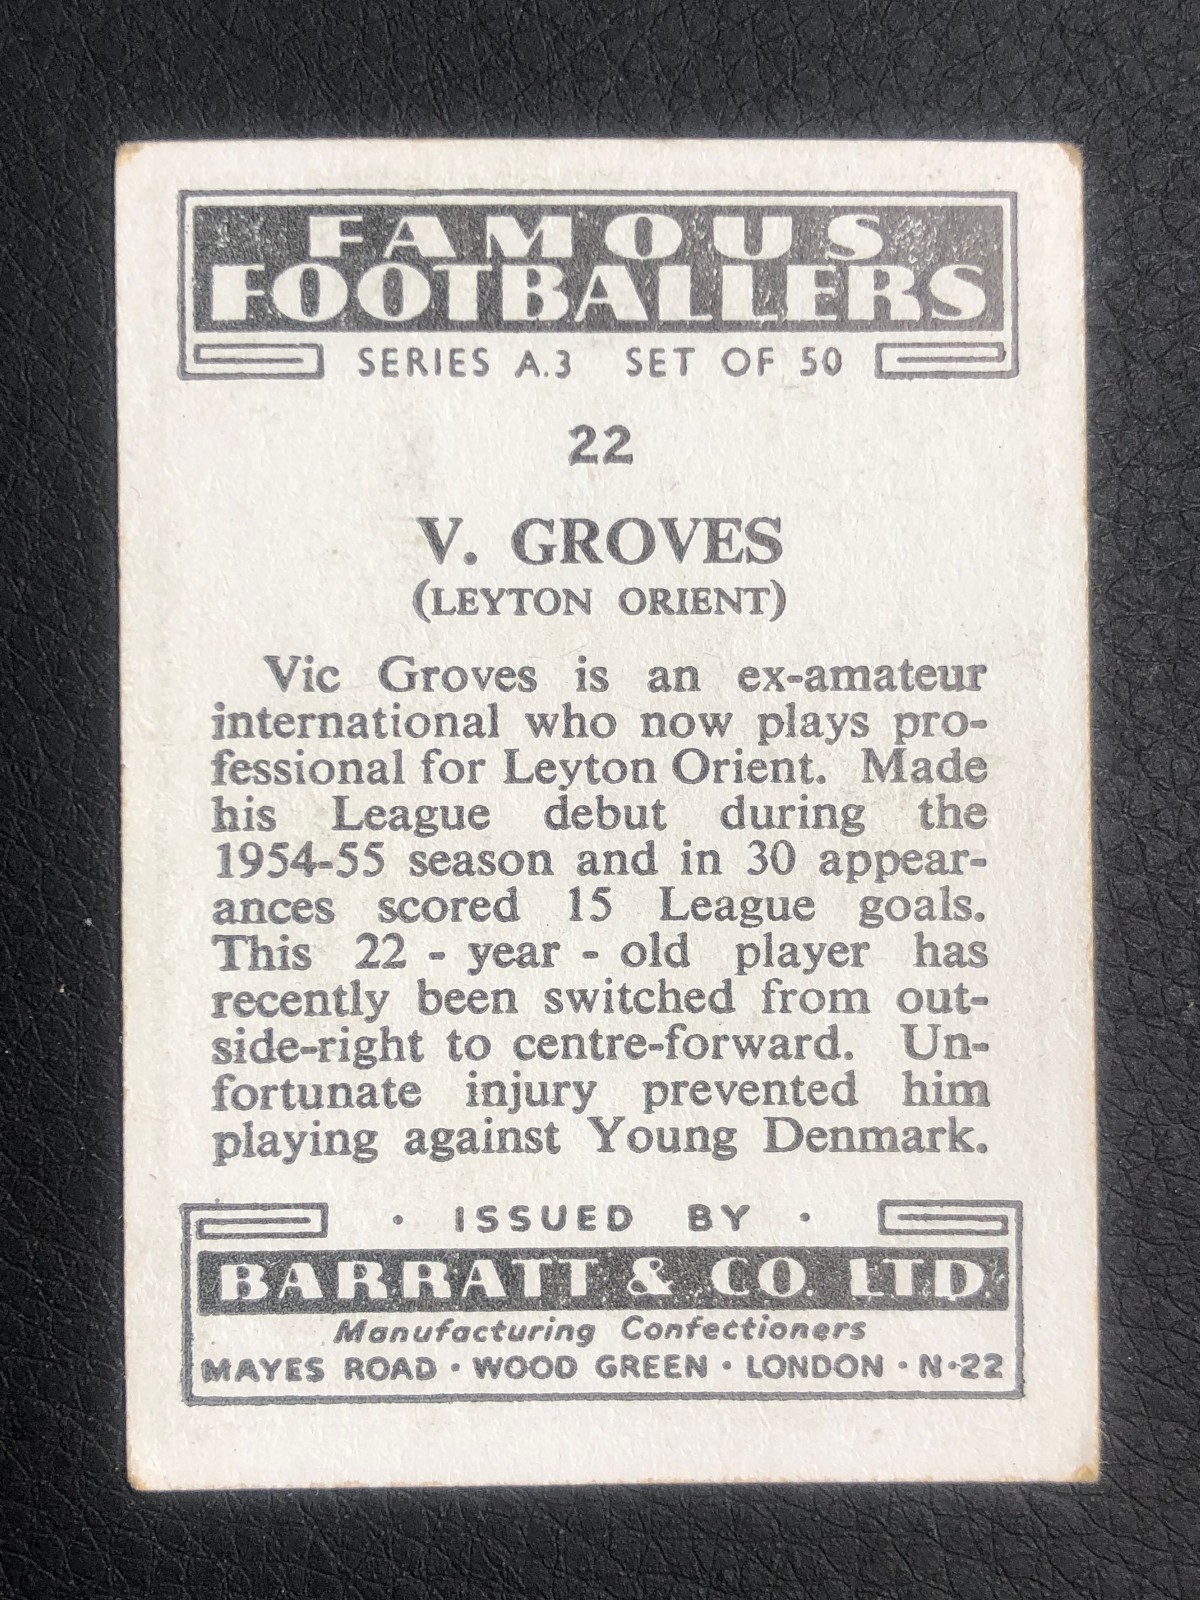 FAMOUS
FOOTBALLERS
SERIES A.3 SET OF 50
22
V. GROVES
(LEYTON ORIENT)
Vic Groves is an ex-amateur
international who now plays pro-
fessional for Leyton Orient. Made
his League debut during the
1954-55 season and in 30 appear-
ances scored 15 League goals.
This 22 - year - old player has
recently been switched from out-
side-right to centre-forward. Un-
fortunate injury prevented him
playing against Young Denmark.
· ISSUED BY ·
BARRATT & CO. LTD.
Manufacturing Confectioners
MAYES ROAD · WOOD GREEN · LONDON · N·22